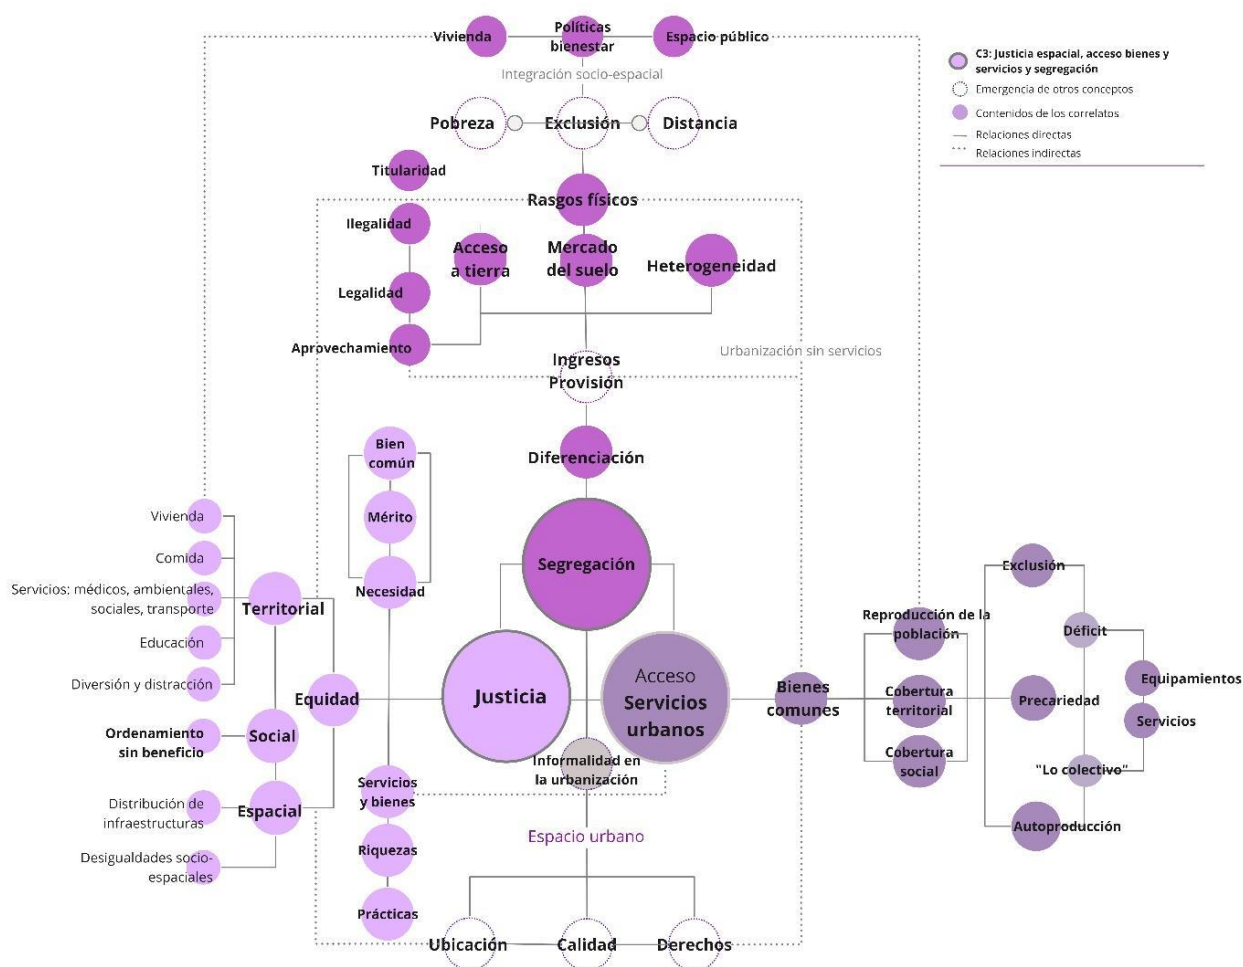 Vivienda
Políticas
bienestar
Espacio público
Integración socio-espacial
C3: Justicia espacial, acceso bienes y
servicios y segregación
Emergencia de otros conceptos
Contenidos de los correlatos
Relaciones directas
Relaciones indirectas
Pobreza
Exclusión
Distancia
Titularidad
Rasgos físicos
Ilegalidad
Acceso
a tierra
Mercado
del suelo
Heterogeneidad
Legalidad
Aprovechamiento
Urbanización sin servicios
Ingresos
Provisión
Diferenciación
Bien
común
Mérito
Necesidad
Segregación
Vivienda
Comida
Servicios: médicos, ambientales,
sociales, transporte
Educación
Diversión y distracción
Ordenamiento
sin beneficio
Distribución de
infraestructuras
Desigualdades socio-
espaciales
Territorial
Social
Espacial
Equidad
Justicia
Acceso
Servicios
urbanos
Informalidad en
la urbanización
Bienes
comunes
Reproducción de la
población
Cobertura
territorial
Cobertura
social
Exclusión
Déficit
Precariedad
Equipamientos
Servicios
"Lo colectivo"
Autoproducción
Servicios
y bienes
Riquezas
Prácticas
Espacio urbano
Ubicación
Calidad
Derechos